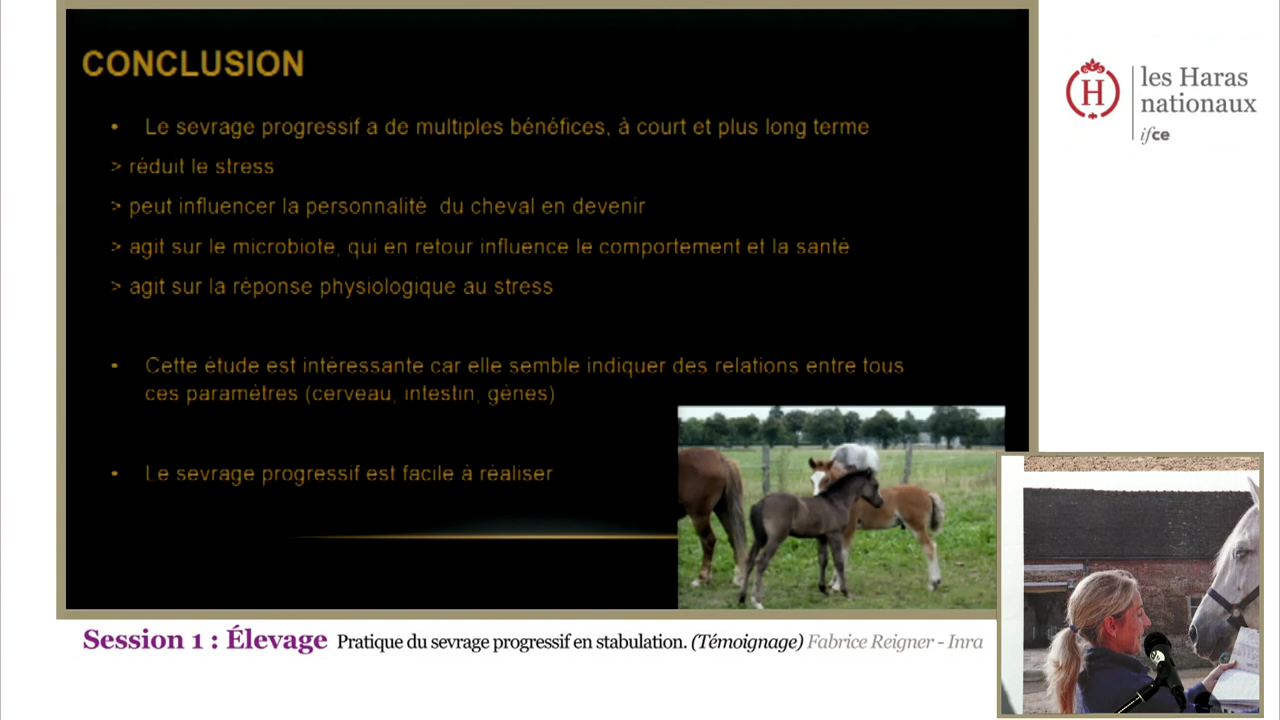 CONCLUSION
• Le sevrage progressif a de multiples bénéfices, à court et plus long terme
> réduit le stress
> peut influencer la personnalité du cheval en devenir
> agit sur le microbiote, qui en retour influence le comportement et la santé
> agit sur la réponse physiologique au stress
• Cette étude est intéressante car elle semble indiquer des relations entre tous
ces paramètres (cerveau, intestin, gènes)
• Le sevrage progressif est facile à réaliser
H
les Haras
nationaux
ifce
Session 1 : Élevage Pratique du sevrage progressif en stabulation. (Témoignage) Fabrice Reigner - Inra